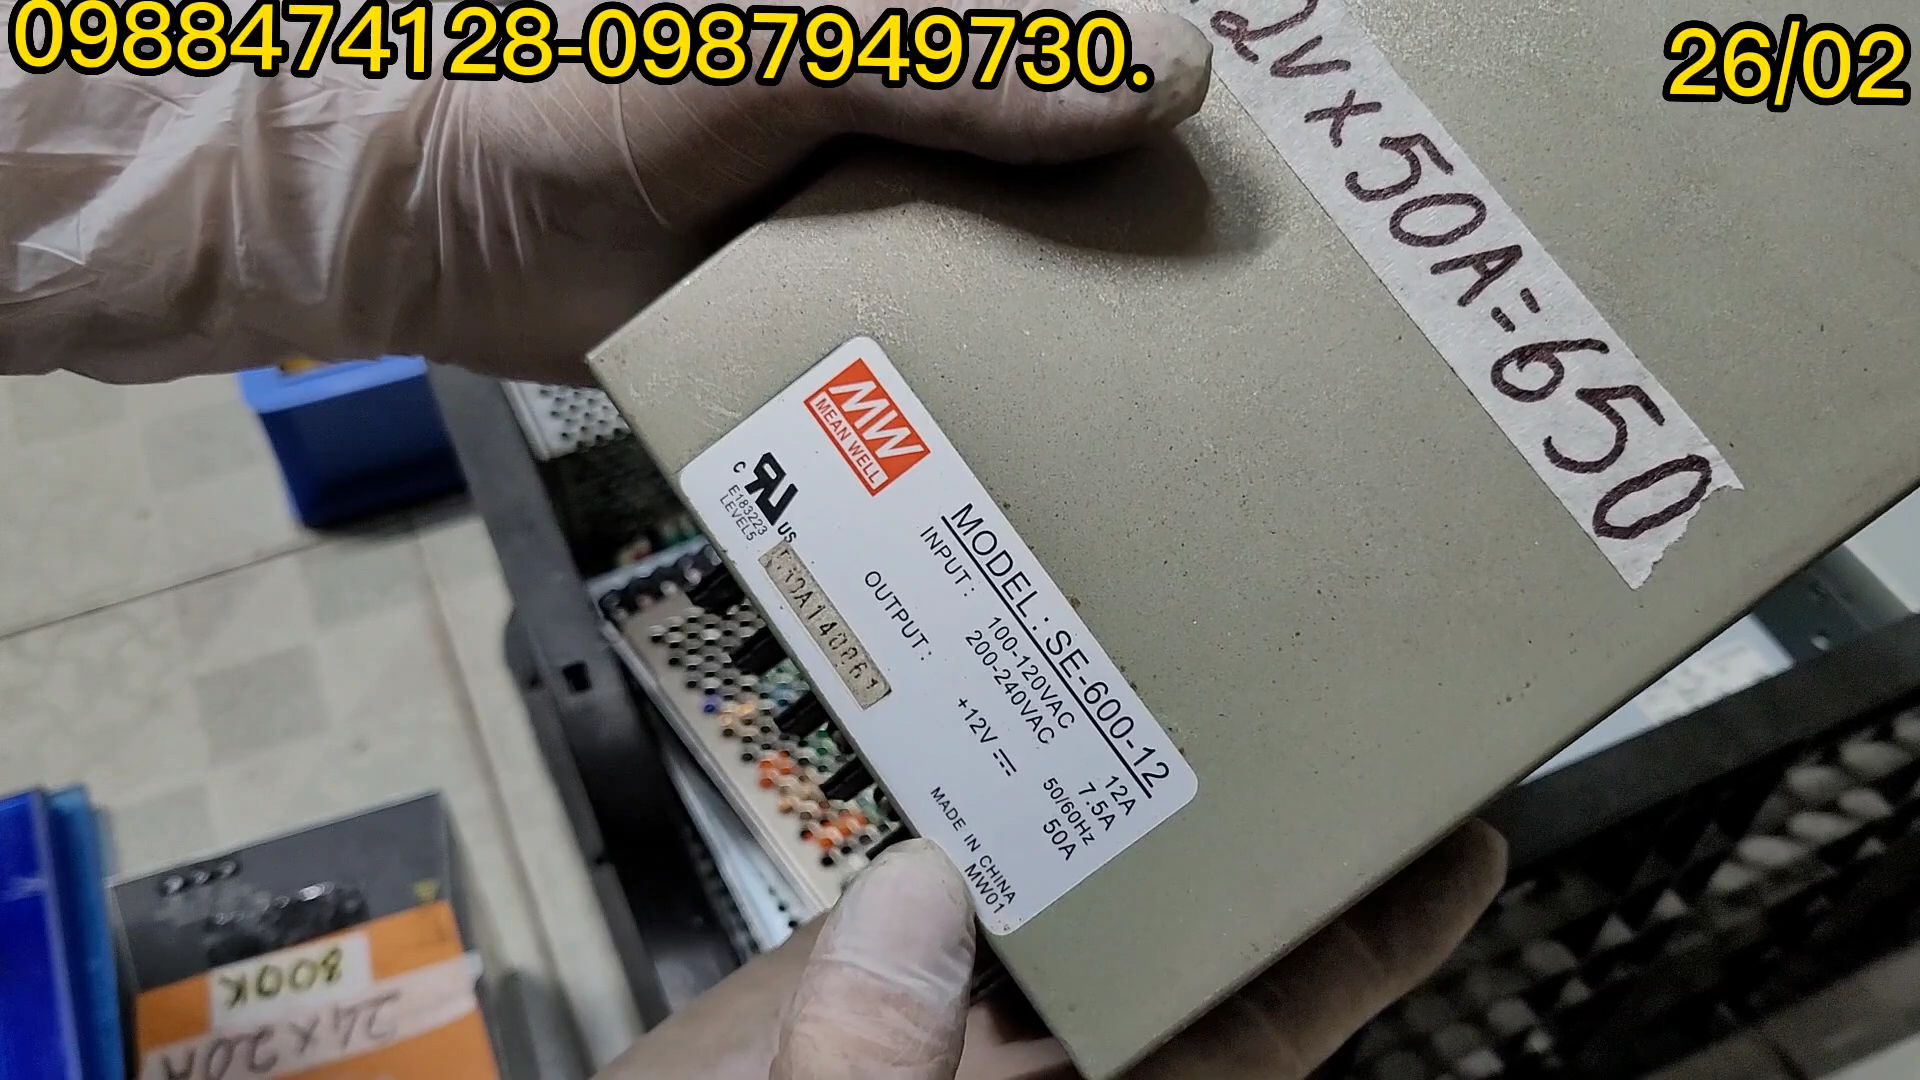 0988474128-0987949730.
26/02
2V x 50A = 650
MW
MEAN WELL
C US
E183223
LEVEL5
MODEL : SE-600-12
INPUT : 100-120VAC 12A
200-240VAC 7.5A
50/60Hz
OUTPUT : +12V 50A
MADE IN CHINA
MW01
800K
24 x 20A